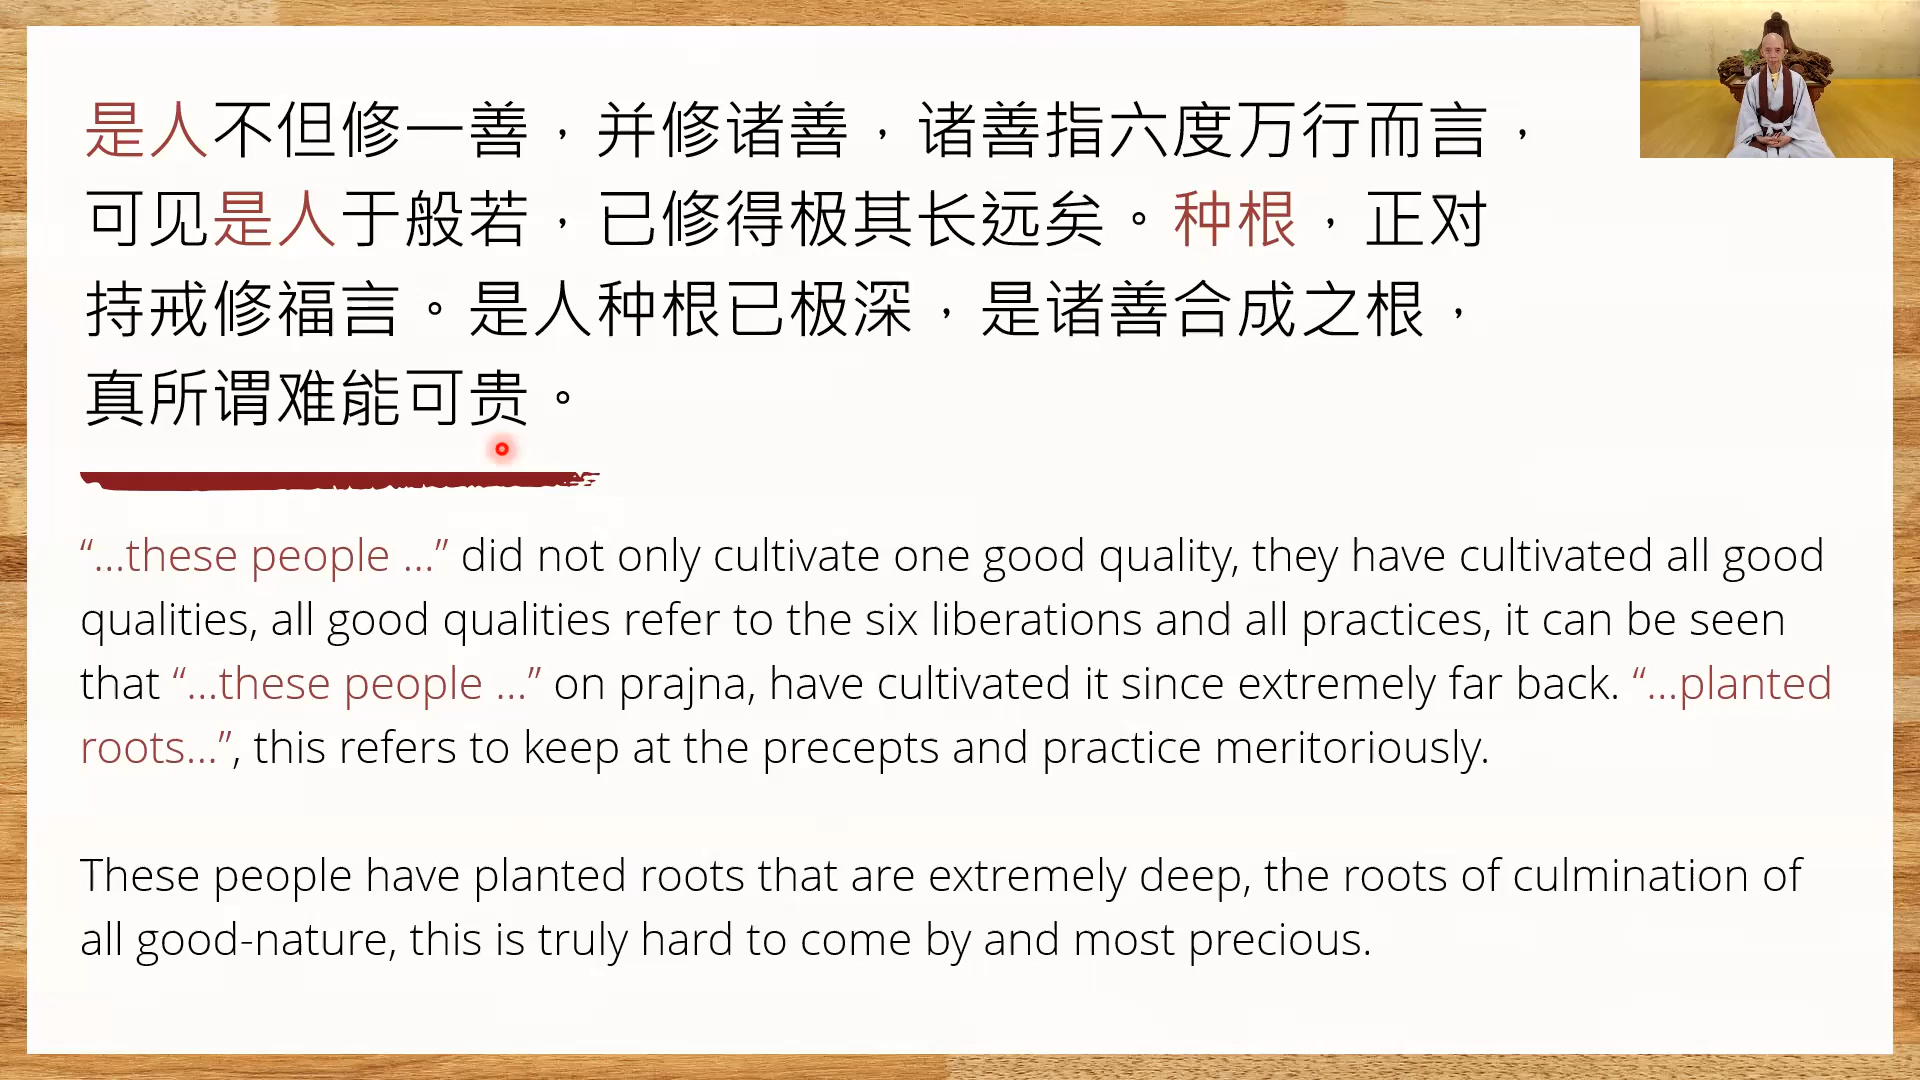 是人不但修一善，并修诸善，诸善指六度万行而言，
可见是人于般若，已修得极其长远矣。种根，正对
持戒修福言。是人种根已极深，是诸善合成之根，
真所谓难能可贵。
“...these people ...” did not only cultivate one good quality, they have cultivated all good
qualities, all good qualities refer to the six liberations and all practices, it can be seen
that “...these people ...” on prajna, have cultivated it since extremely far back. “...planted
roots...”, this refers to keep at the precepts and practice meritoriously.
These people have planted roots that are extremely deep, the roots of culmination of
all good-nature, this is truly hard to come by and most precious.